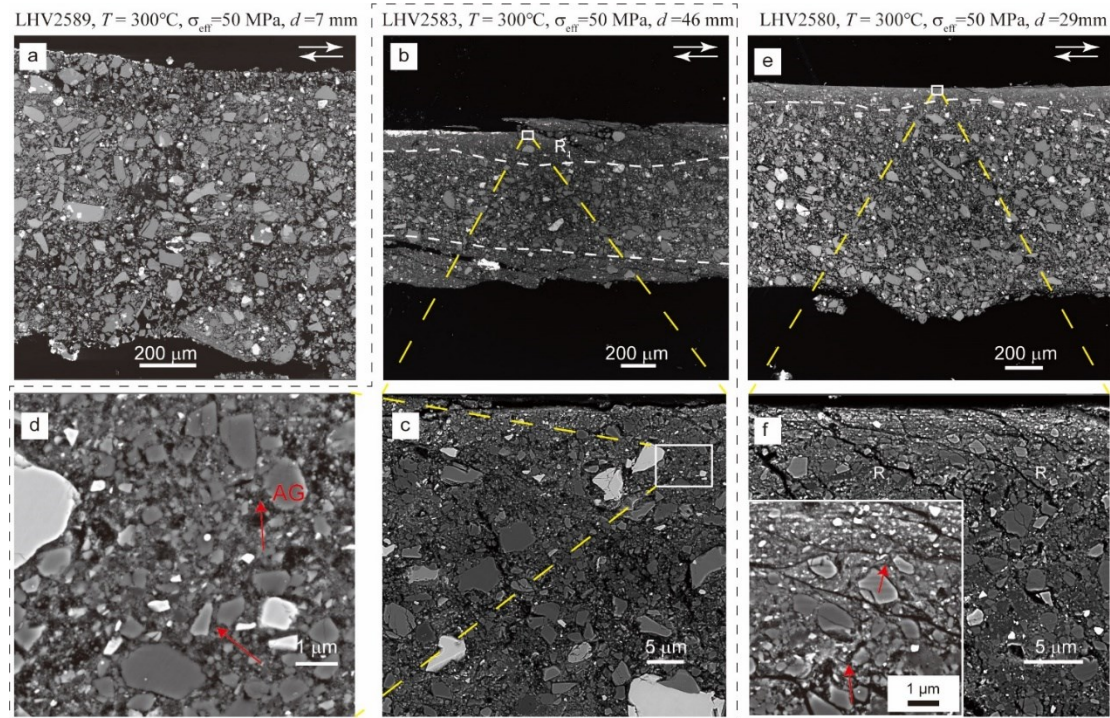 LHV2589, T = 300°C, σeff=50 MPa, d =7 mm
LHV2583, T = 300°C, σeff=50 MPa, d =46 mm
LHV2580, T = 300°C, σeff=50 MPa, d =29mm
a
200 μm
b
R1
200 μm
e
200 μm
d
AG
1 μm
c
5 μm
f
R
R
5 μm
1 μm